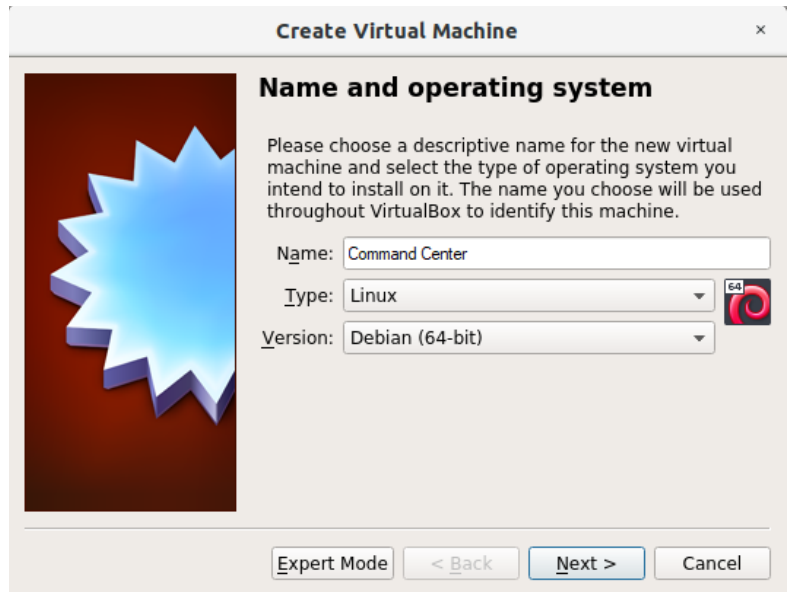 Create Virtual Machine
×
Name and operating system
Please choose a descriptive name for the new virtual
machine and select the type of operating system you
intend to install on it. The name you choose will be used
throughout VirtualBox to identify this machine.
Name: Command Center
Type: Linux
64
Version: Debian (64-bit)
Expert Mode < Back Next > Cancel